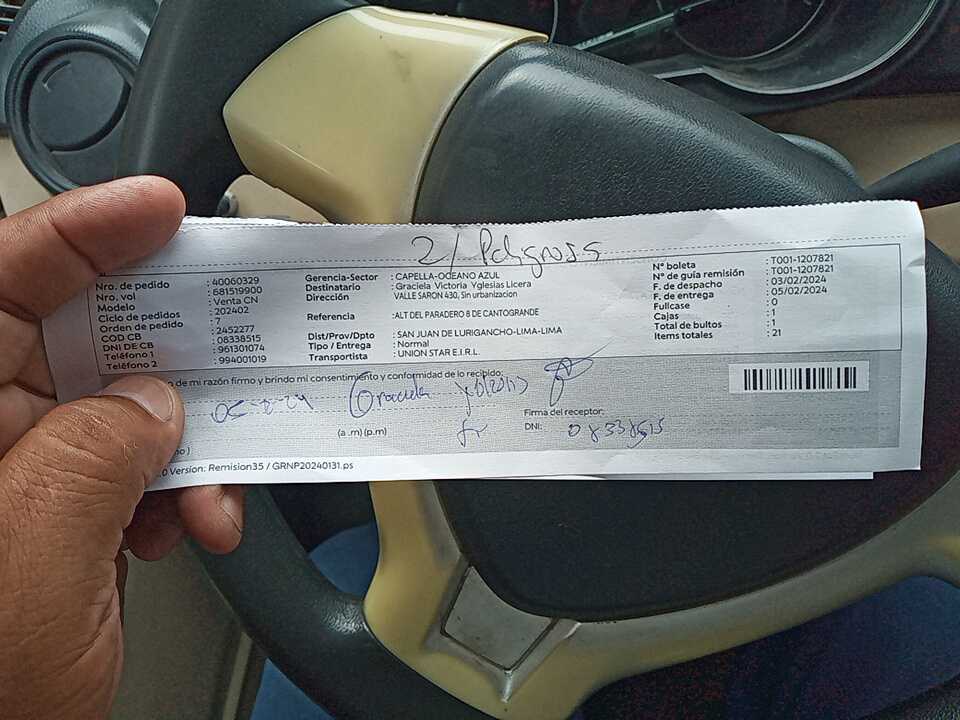 2/ Peligross
Nro. de pedido : 40060329
Nro. vol : 681519900
Modelo : Venta CN
Ciclo de pedidos : 202402
Orden de pedido : 7
COD CB : 2452277
DNI DE CB : 08338515
Teléfono 1 : 961301074
Teléfono 2 : 994001019
Gerencia-Sector : CAPELLA-OCEANO AZUL
Destinatario : Graciela Victoria Yglesias Licera
Dirección VALLE SARON 430, Sin urbanizacion
Referencia : ALT DEL PARADERO 8 DE CANTOGRANDE
Dist/Prov/Dpto : SAN JUAN DE LURIGANCHO-LIMA-LIMA
Tipo / Entrega : Normal
Transportista : UNION STAR E.I.R.L.
N° boleta : T001-1207821
N° de guía remisión : T001-1207821
F. de despacho : 03/02/2024
F. de entrega : 05/02/2024
Fullcase : 0
Cajas : 1
Total de bultos : 1
Items totales : 21
de mi razón firmo y brindo mi consentimiento y conformidad de lo recibido:
Graciela
(a .m) (p.m)
Firma del receptor:
DNI: 08338515
.0 Version: Remision35 / GRNP20240131.ps